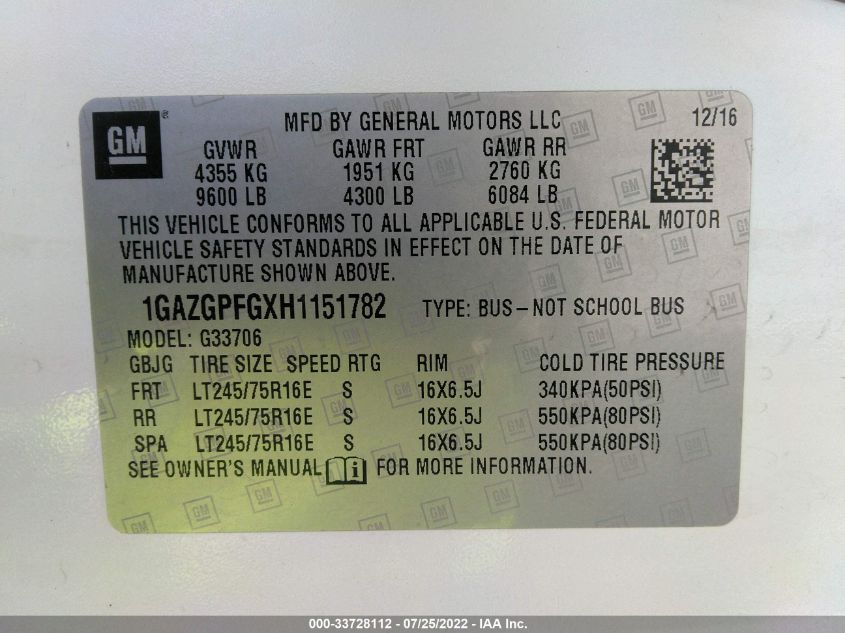 GM ® MFD BY GENERAL MOTORS LLC 12/16
GVWR GAWR FRT GAWR RR
4355 KG 1951 KG 2760 KG
9600 LB 4300 LB 6084 LB
THIS VEHICLE CONFORMS TO ALL APPLICABLE U.S. FEDERAL MOTOR
VEHICLE SAFETY STANDARDS IN EFFECT ON THE DATE OF
MANUFACTURE SHOWN ABOVE.
1GAZGPFGXH1151782 TYPE: BUS-NOT SCHOOL BUS
MODEL: G33706
GBJG TIRE SIZE SPEED RTG RIM COLD TIRE PRESSURE
FRT LT245/75R16E S 16X6.5J 340KPA(50PSI)
RR LT245/75R16E S 16X6.5J 550KPA(80PSI)
SPA LT245/75R16E S 16X6.5J 550KPA(80PSI)
SEE OWNER'S MANUAL i FOR MORE INFORMATION.
000-33728112 - 07/25/2022 - IAA Inc.